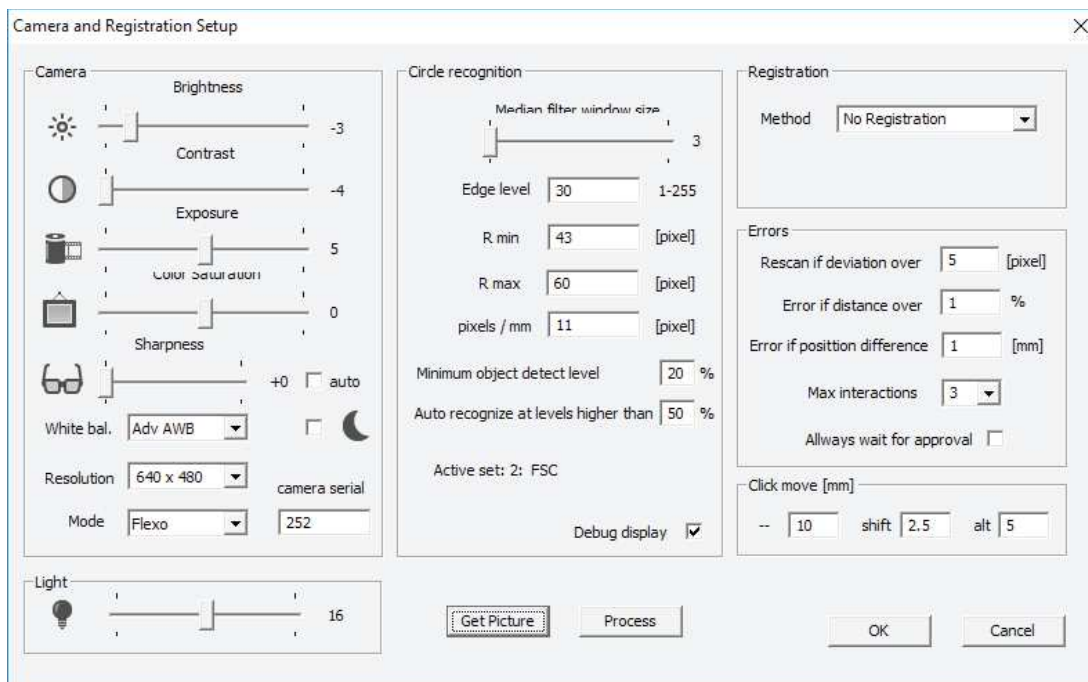 Camera and Registration Setup
Camera
Brightness
-3
Contrast
-4
Exposure
5
Color Saturation
0
Sharpness
+0 auto
White bal. Adv AWB
Resolution 640 x 480
camera serial
Mode Flexo 252
Light
16
Circle recognition
Median filter window size
3
Edge level 30 1-255
R min 43 [pixel]
R max 60 [pixel]
pixels / mm 11 [pixel]
Minimum object detect level 20 %
Auto recognize at levels higher than 50 %
Active set: 2: FSC
Debug display
Get Picture Process
Registration
Method No Registration
Errors
Rescan if deviation over 5 [pixel]
Error if distance over 1 %
Error if posittion difference 1 [mm]
Max interactions 3
Allways wait for approval
Click move [mm]
-- 10 shift 2.5 alt 5
OK Cancel